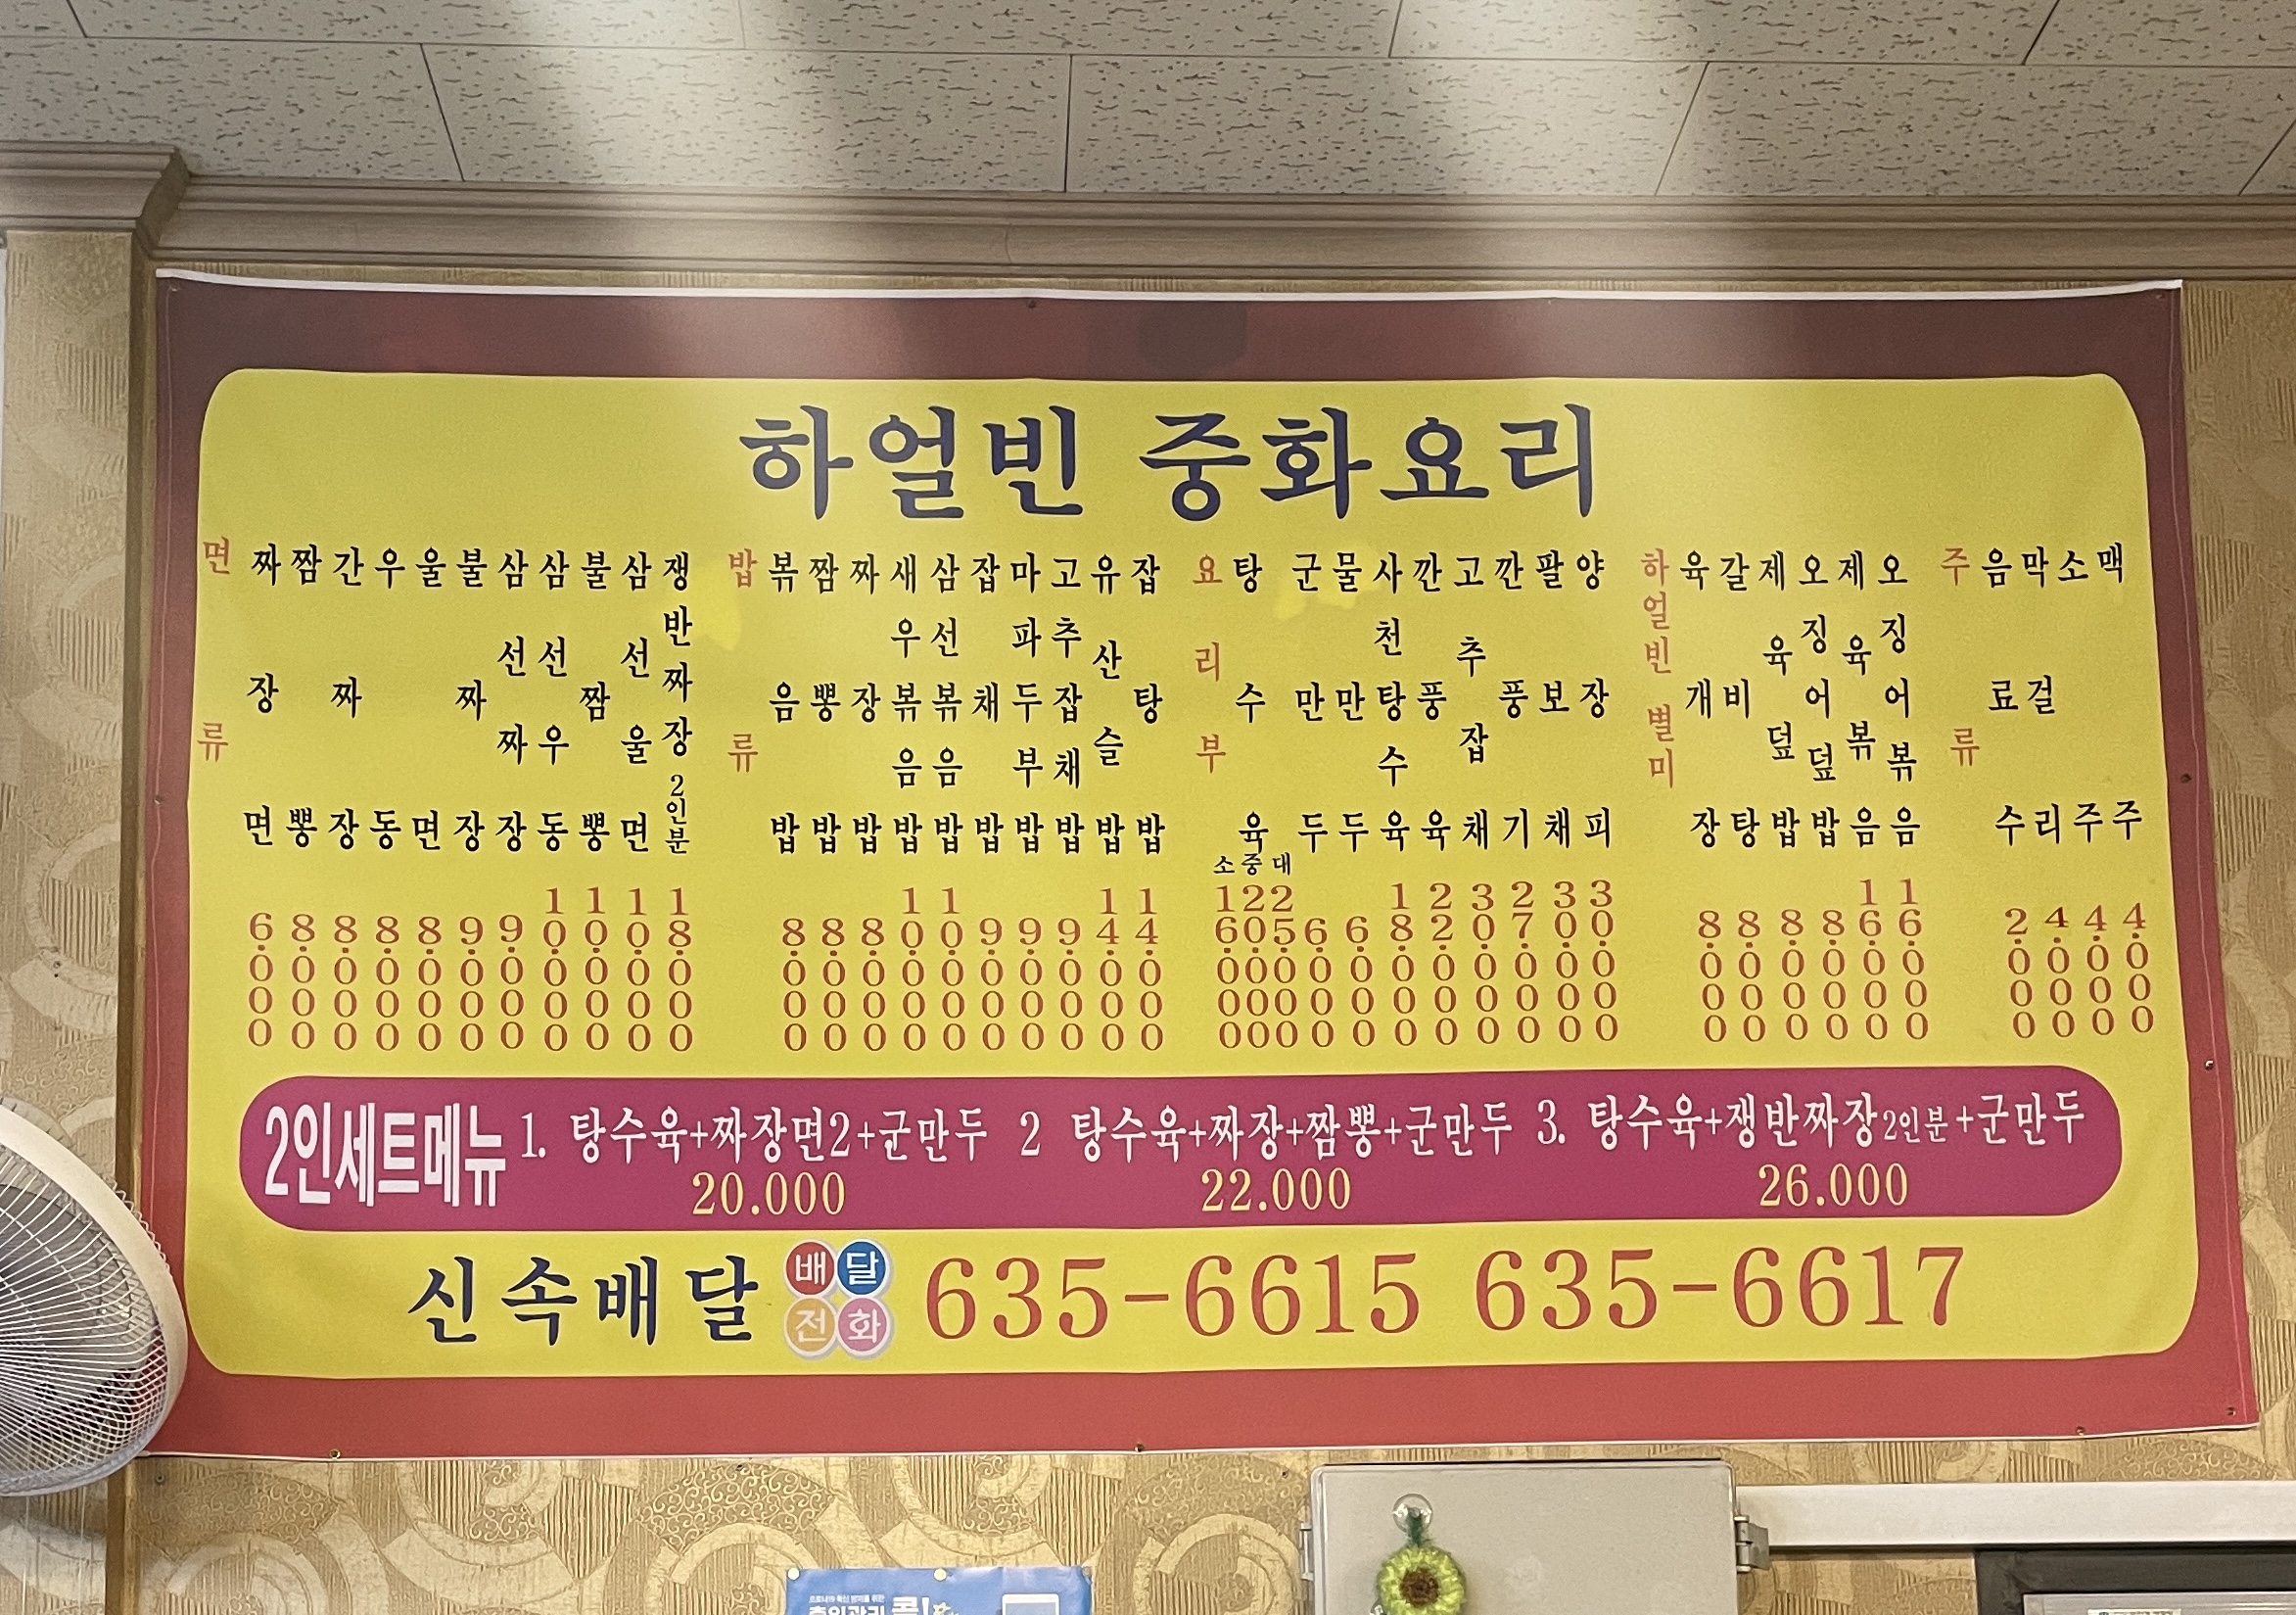 하얼빈 중화요리
면류
짜장면 6.000
짬뽕 8.000
간짜장 8.000
우동 8.000
울면 8.000
불짜장 9.000
삼선짜장 9.000
삼선우동 10.000
불짬뽕 10.000
삼선울면 10.000
쟁반짜장 2인분 18.000
밥류
볶음밥 8.000
짬뽕밥 8.000
짜장밥 8.000
새우볶음밥 10.000
삼선볶음밥 10.000
잡채밥 9.000
마파두부밥 9.000
고추잡채밥 9.000
유산슬밥 14.000
잡탕밥 14.000
요리부
탕수육 소 중 대 16.000 20.000 25.000
군만두 6.000
물만두 6.000
사천탕수육 18.000
깐풍육 22.000
고추잡채 30.000
깐풍기 27.000
팔보채 30.000
양장피 30.000
하얼빈 별미
육개장 8.000
갈비탕 8.000
제육덮밥 8.000
오징어덮밥 8.000
제육볶음 16.000
오징어볶음 16.000
주류
음료수 2.000
막걸리 4.000
소주 4.000
맥주 4.000
2인세트메뉴 1. 탕수육+짜장면2+군만두 2 탕수육+짜장+짬뽕+군만두 3. 탕수육+쟁반짜장2인분+군만두
20.000 22.000 26.000
신속배달 배달전화 635-6615 635-6617